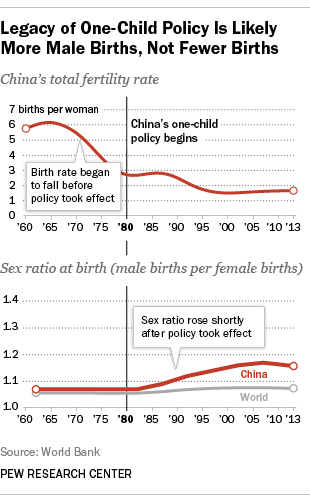 Legacy of One-Child Policy Is Likely
More Male Births, Not Fewer Births
China's total fertility rate
7 births per woman
6
5
4
3
2
1
0
China's one-child
policy begins
Birth rate began
to fall before
policy took effect
'60 '65 '70 '75 '80 '85 '90 '95 '00 '05 '10 '13
Sex ratio at birth (male births per female births)
1.4
1.3
1.2
1.1
1.0
Sex ratio rose shortly
after policy took effect
China
World
'60 '65 '70 '75 '80 '85 '90 '95 '00 '05 '10 '13
Source: World Bank
PEW RESEARCH CENTER